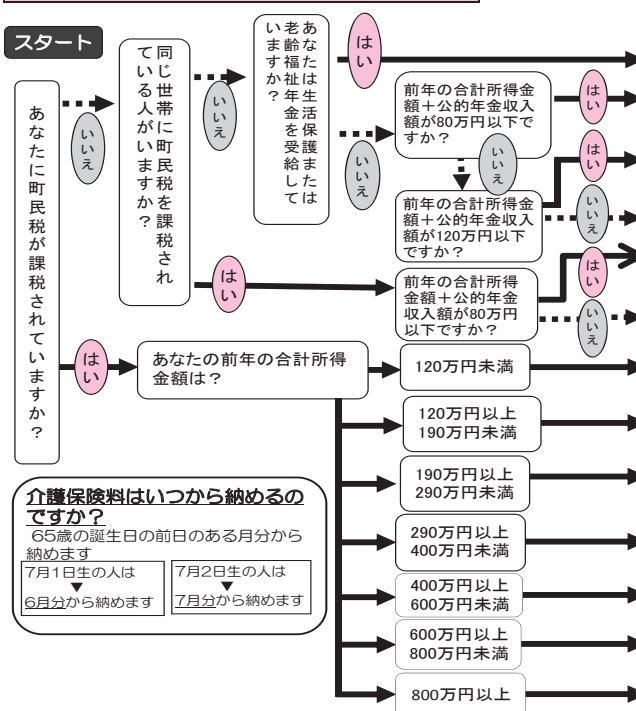 スタート
あなたに町民税が課税されていますか？
いいえ
同じ世帯に町民税を課税され
ている人がいますか？
いいえ
あなたは生活保護または
老齢福祉年金を受給して
いますか？
はい
いいえ
前年の合計所得金
額＋公的年金収入
額が80万円以下で
すか？
はい
いいえ
前年の合計所得金
額＋公的年金収入
額が120万円以下
ですか？
はい
いいえ
はい
前年の合計所得
金額＋公的年金
収入額が80万円
以下ですか？
はい
いいえ
はい
あなたの前年の合計所得
金額は？
120万円未満
120万円以上
190万円未満
190万円以上
290万円未満
290万円以上
400万円未満
400万円以上
600万円未満
600万円以上
800万円未満
800万円以上
介護保険料はいつから納めるの
ですか？
65歳の誕生日の前日のある月分から
納めます
7月1日生の人は
▼
6月分から納めます
7月2日生の人は
▼
7月分から納めます